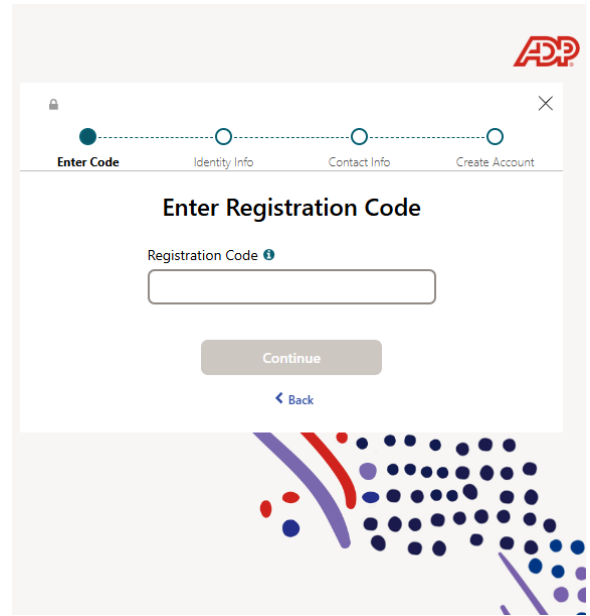 ADP
Enter Code
Identity Info
Contact Info
Create Account
Enter Registration Code
Registration Code
Continue
Back